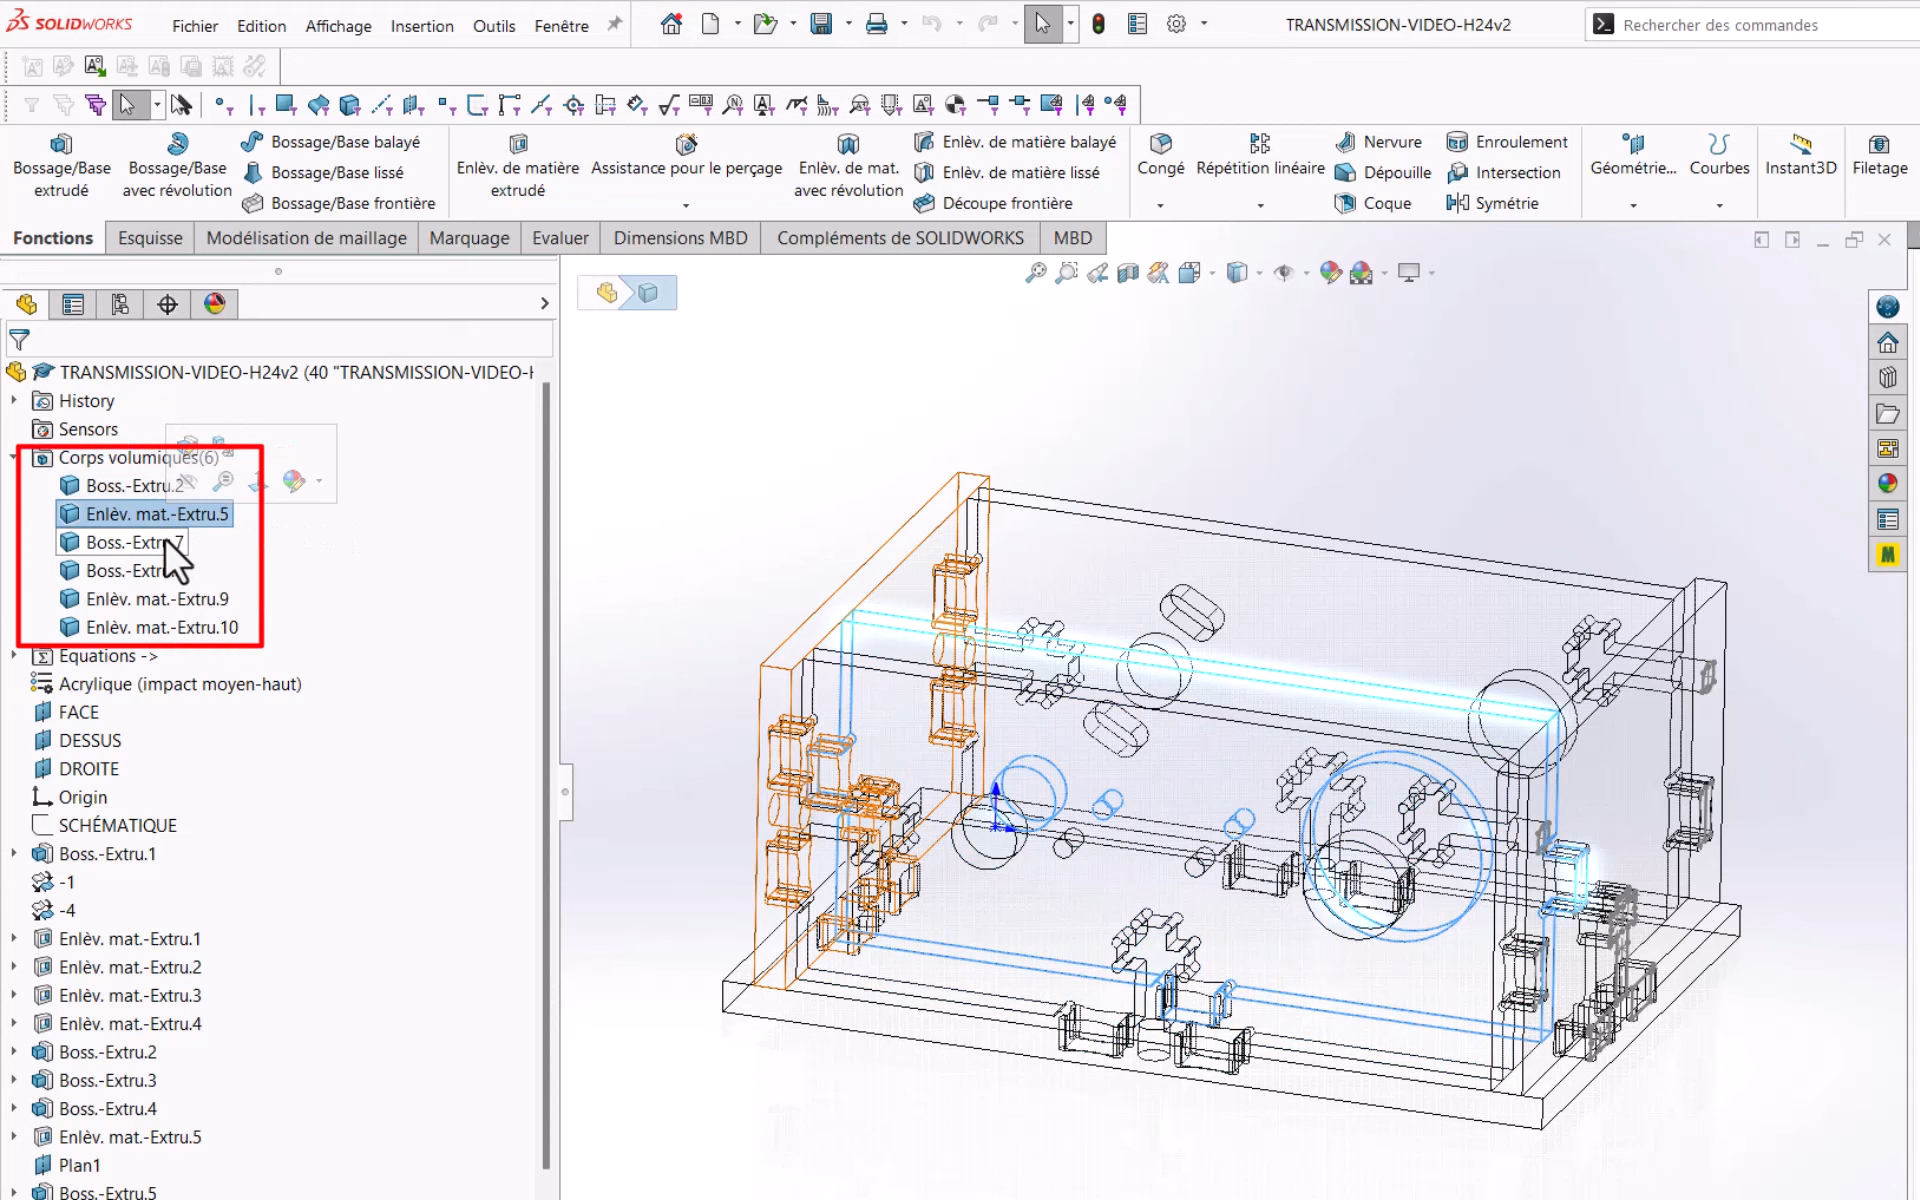 SOLIDWORKS
Fichier Edition Affichage Insertion Outils Fenêtre
TRANSMISSION-VIDEO-H24v2
Rechercher des commandes
Bossage/Base extrudé
Bossage/Base avec révolution
Bossage/Base balayé
Bossage/Base lissé
Bossage/Base frontière
Enlèv. de matière extrudé
Assistance pour le perçage
Enlèv. de mat. avec révolution
Enlèv. de matière balayé
Enlèv. de matière lissé
Découpe frontière
Congé
Répétition linéaire
Nervure
Dépouille
Coque
Enroulement
Intersection
Symétrie
Géométrie...
Courbes
Instant3D
Filetage
Fonctions Esquisse Modélisation de maillage Marquage Evaluer Dimensions MBD Compléments de SOLIDWORKS MBD
TRANSMISSION-VIDEO-H24v2 (40 "TRANSMISSION-VIDEO-H
History
Sensors
Corps volumiques(6)
Boss.-Extru.2
Enlèv. mat.-Extru.5
Boss.-Extru.7
Boss.-Extr
Enlèv. mat.-Extru.9
Enlèv. mat.-Extru.10
Equations ->
Acrylique (impact moyen-haut)
FACE
DESSUS
DROITE
Origin
SCHÉMATIQUE
Boss.-Extru.1
-1
-4
Enlèv. mat.-Extru.1
Enlèv. mat.-Extru.2
Enlèv. mat.-Extru.3
Enlèv. mat.-Extru.4
Boss.-Extru.2
Boss.-Extru.3
Boss.-Extru.4
Enlèv. mat.-Extru.5
Plan1
Boss.-Extru.5